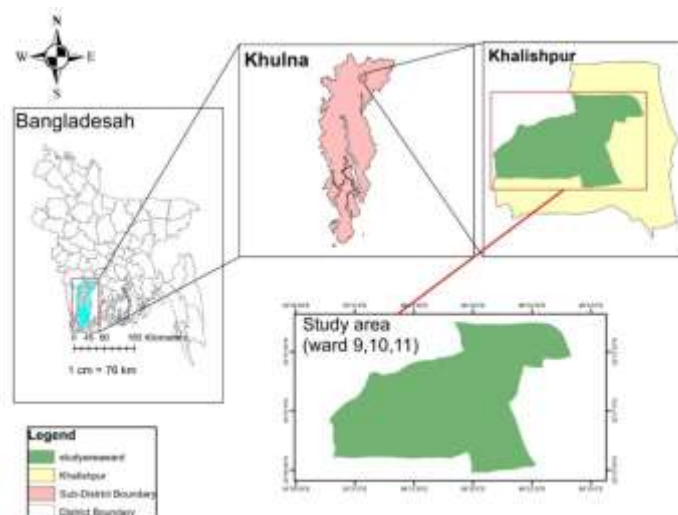 N
W E
S
Bangladesah
Khulna
Khalishpur
0 45 90 180 Kilometers
1 cm = 76 km
Study area
(ward 9,10,11)
Legend
studyareaward
Khalishpur
Sub-District Boundary
District Boundary